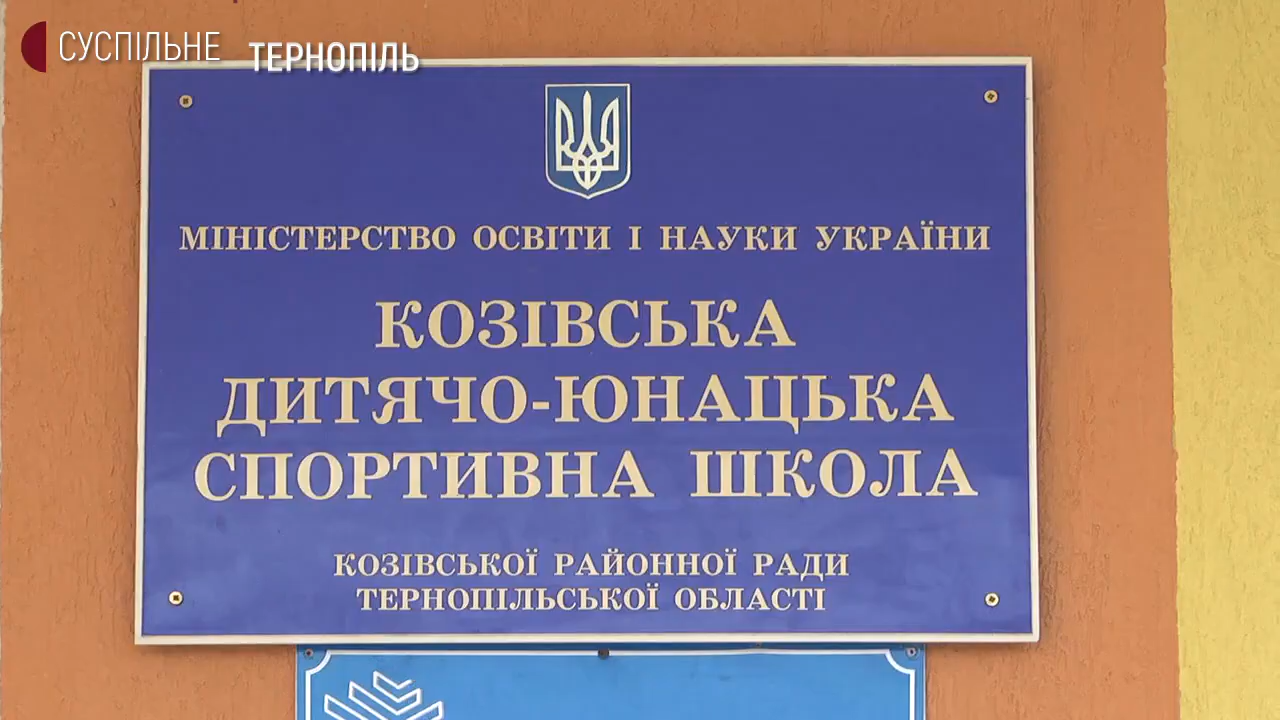 СУСПІЛЬНЕ
ТЕРНОПІЛЬ
МІНІСТЕРСТВО ОСВІТИ І НАУКИ УКРАЇНИ
КОЗІВСЬКА
ДИТЯЧО-ЮНАЦЬКА
СПОРТИВНА ШКОЛА
КОЗІВСЬКОЇ РАЙОННОЇ РАДИ
ТЕРНОПІЛЬСЬКОЇ ОБЛАСТІ